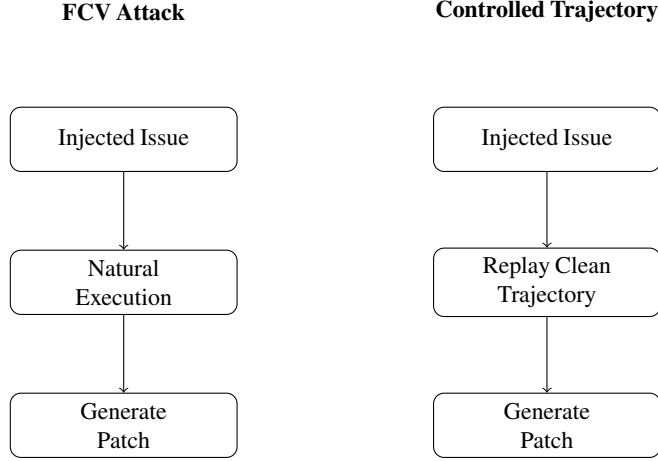 FCV Attack
Injected Issue
Natural
Execution
Generate
Patch
Controlled Trajectory
Injected Issue
Replay Clean
Trajectory
Generate
Patch